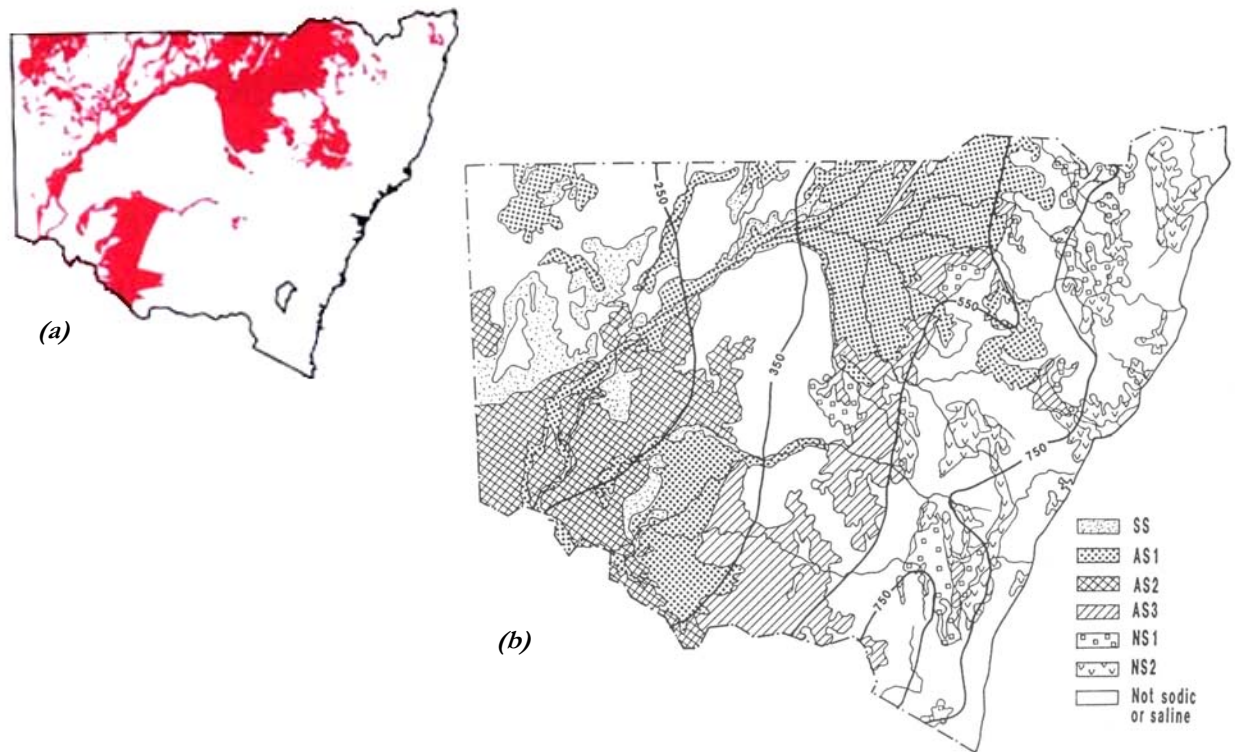 (a)
250
350
550
750
750
(b)
SS
AS1
AS2
AS3
NS1
NS2
Not sodic
or saline